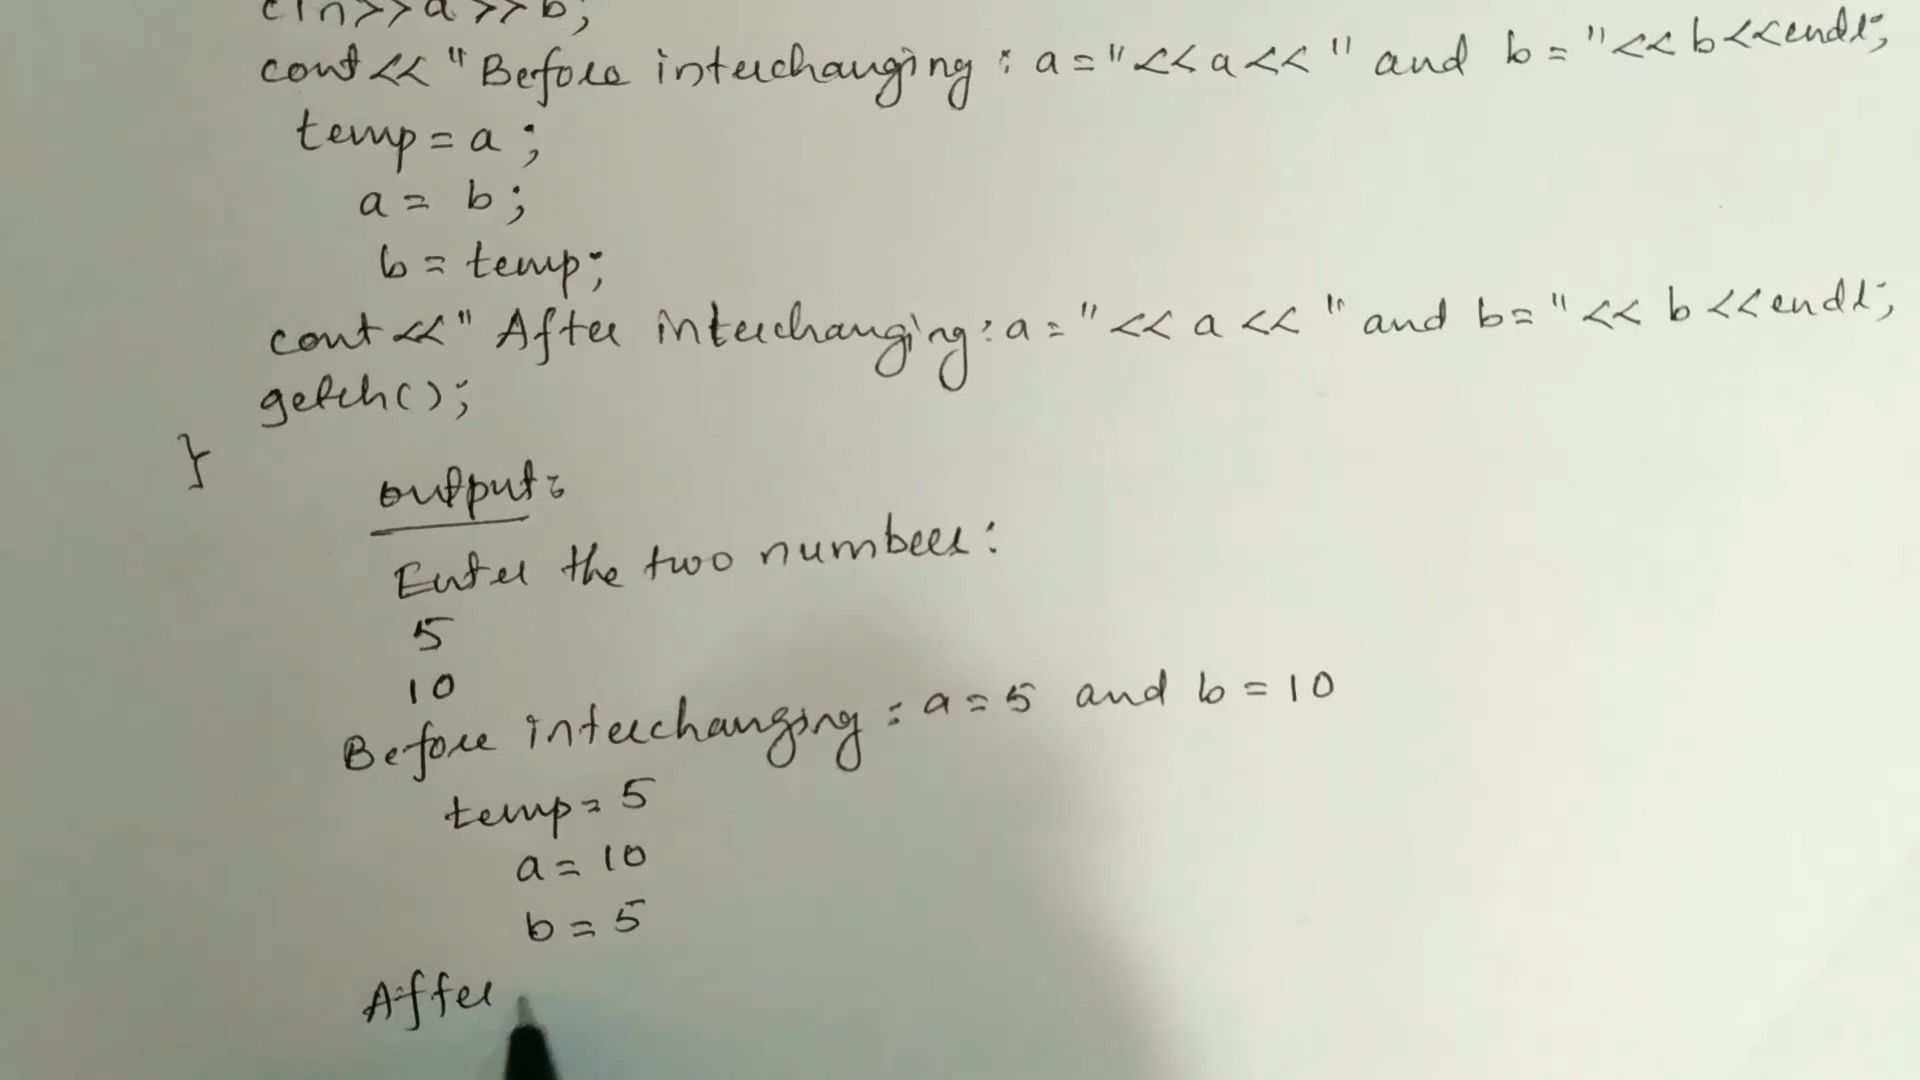 cin>>a>>b;
cout<<"Before interchanging: a="<<a<<" and b="<<b<<endl;
temp=a;
a= b;
b= temp;
cout<<" After interchanging:a="<< a <<" and b="<< b <<endl;
getch();
}
output:
Enter the two numbers:
5
10
Before interchanging: a=5 and b=10
temp=5
a=10
b=5
After